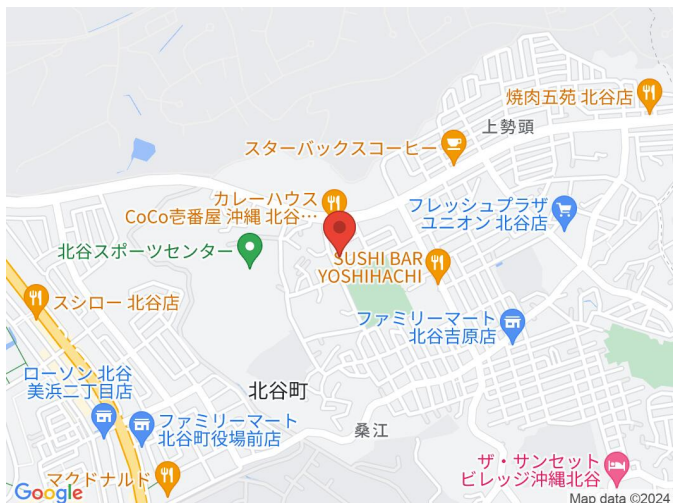 焼肉五苑 北谷店
上勢頭
スターバックスコーヒー
カレーハウス
CoCo壱番屋 沖縄 北谷…
フレッシュプラザ
ユニオン 北谷店
北谷スポーツセンター
SUSHI BAR
YOSHIHACHI
スシロー 北谷店
ファミリーマート
北谷吉原店
ローソン 北谷
美浜二丁目店
北谷町
ファミリーマート
北谷町役場前店
桑江
マクドナルド
ザ・サンセット
ビレッジ沖縄北谷
Google
Map data ©2024